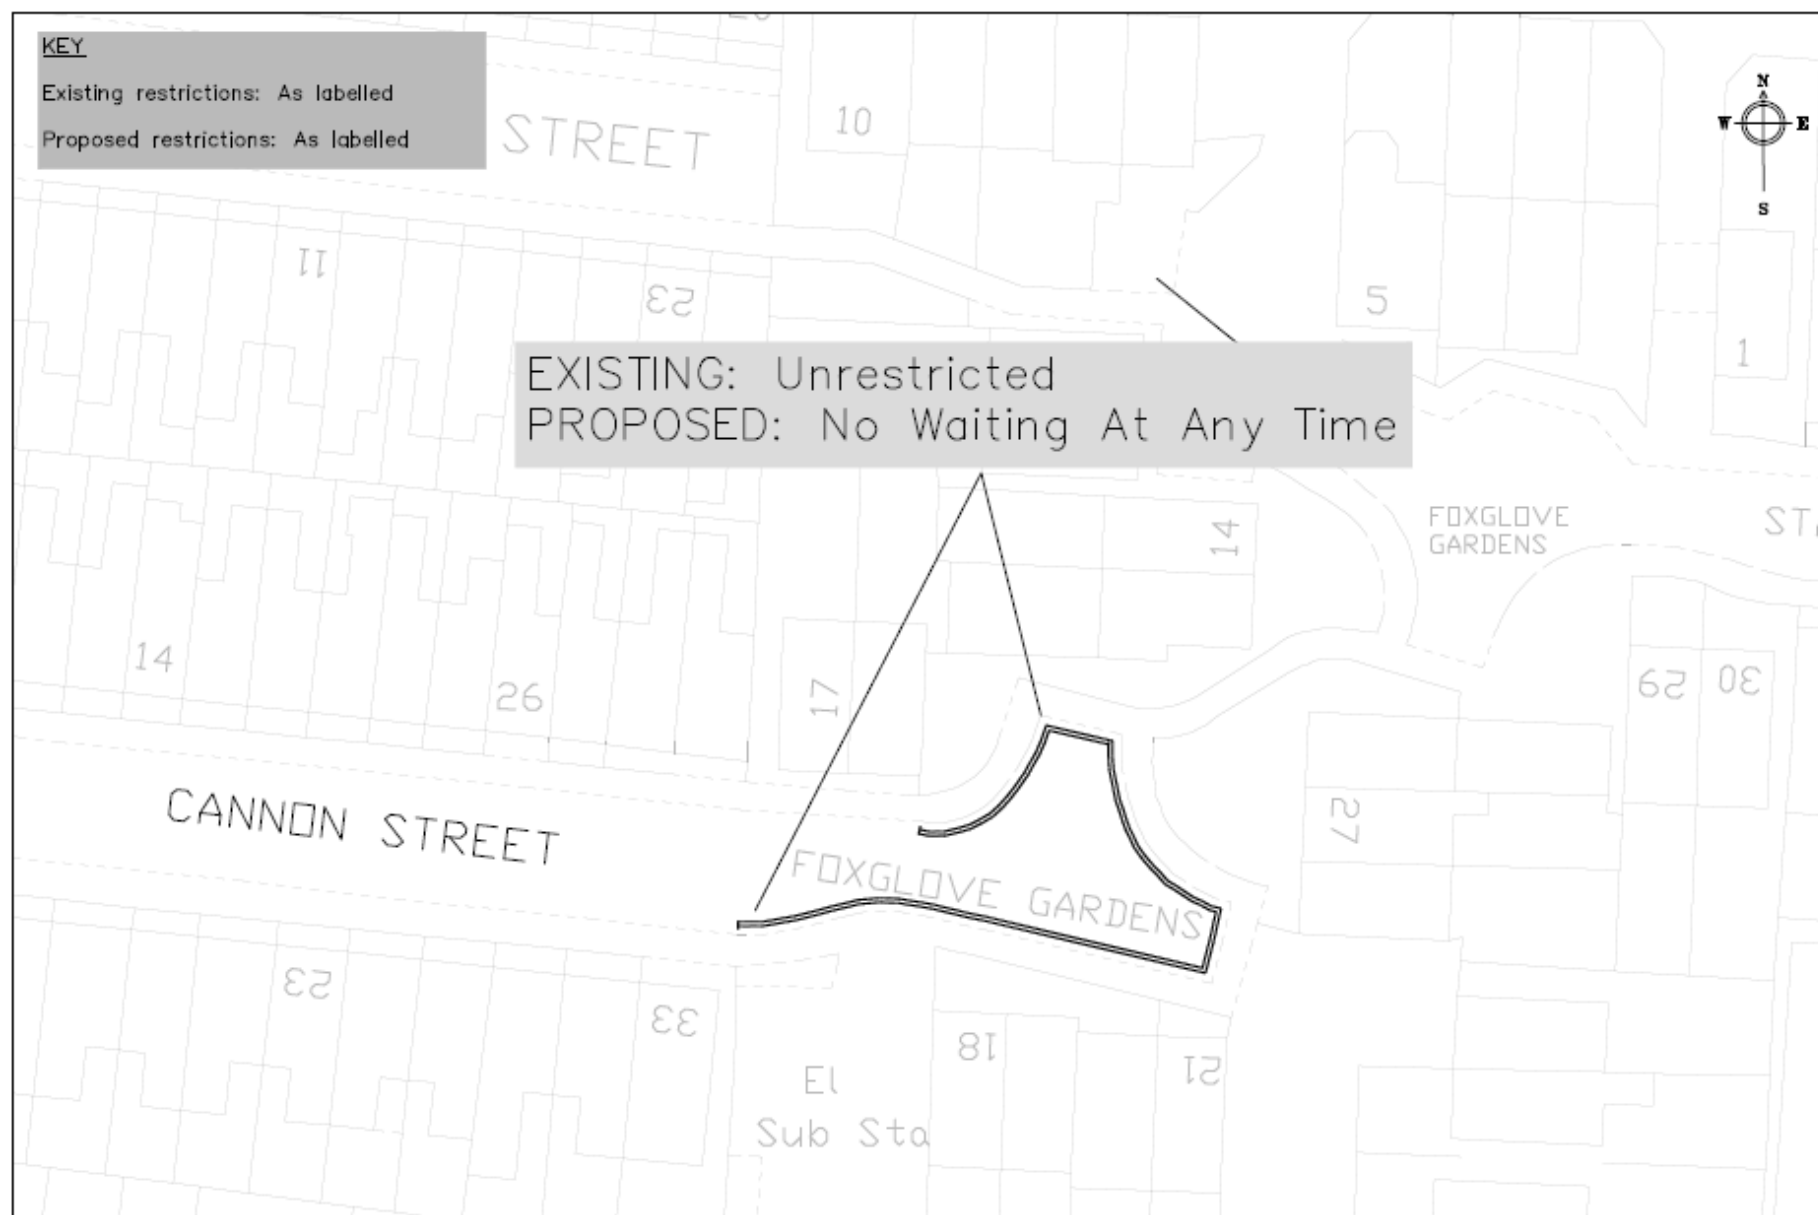 KEY
Existing restrictions: As labelled
Proposed restrictions: As labelled
STREET
10
N
W E
S
11
23
5
1
EXISTING: Unrestricted
PROPOSED: No Waiting At Any Time
14
FOXGLOVE
GARDENS
14
26
17
29
30
CANNON STREET
27
FOXGLOVE GARDENS
23
33
18
21
El
Sub Sta